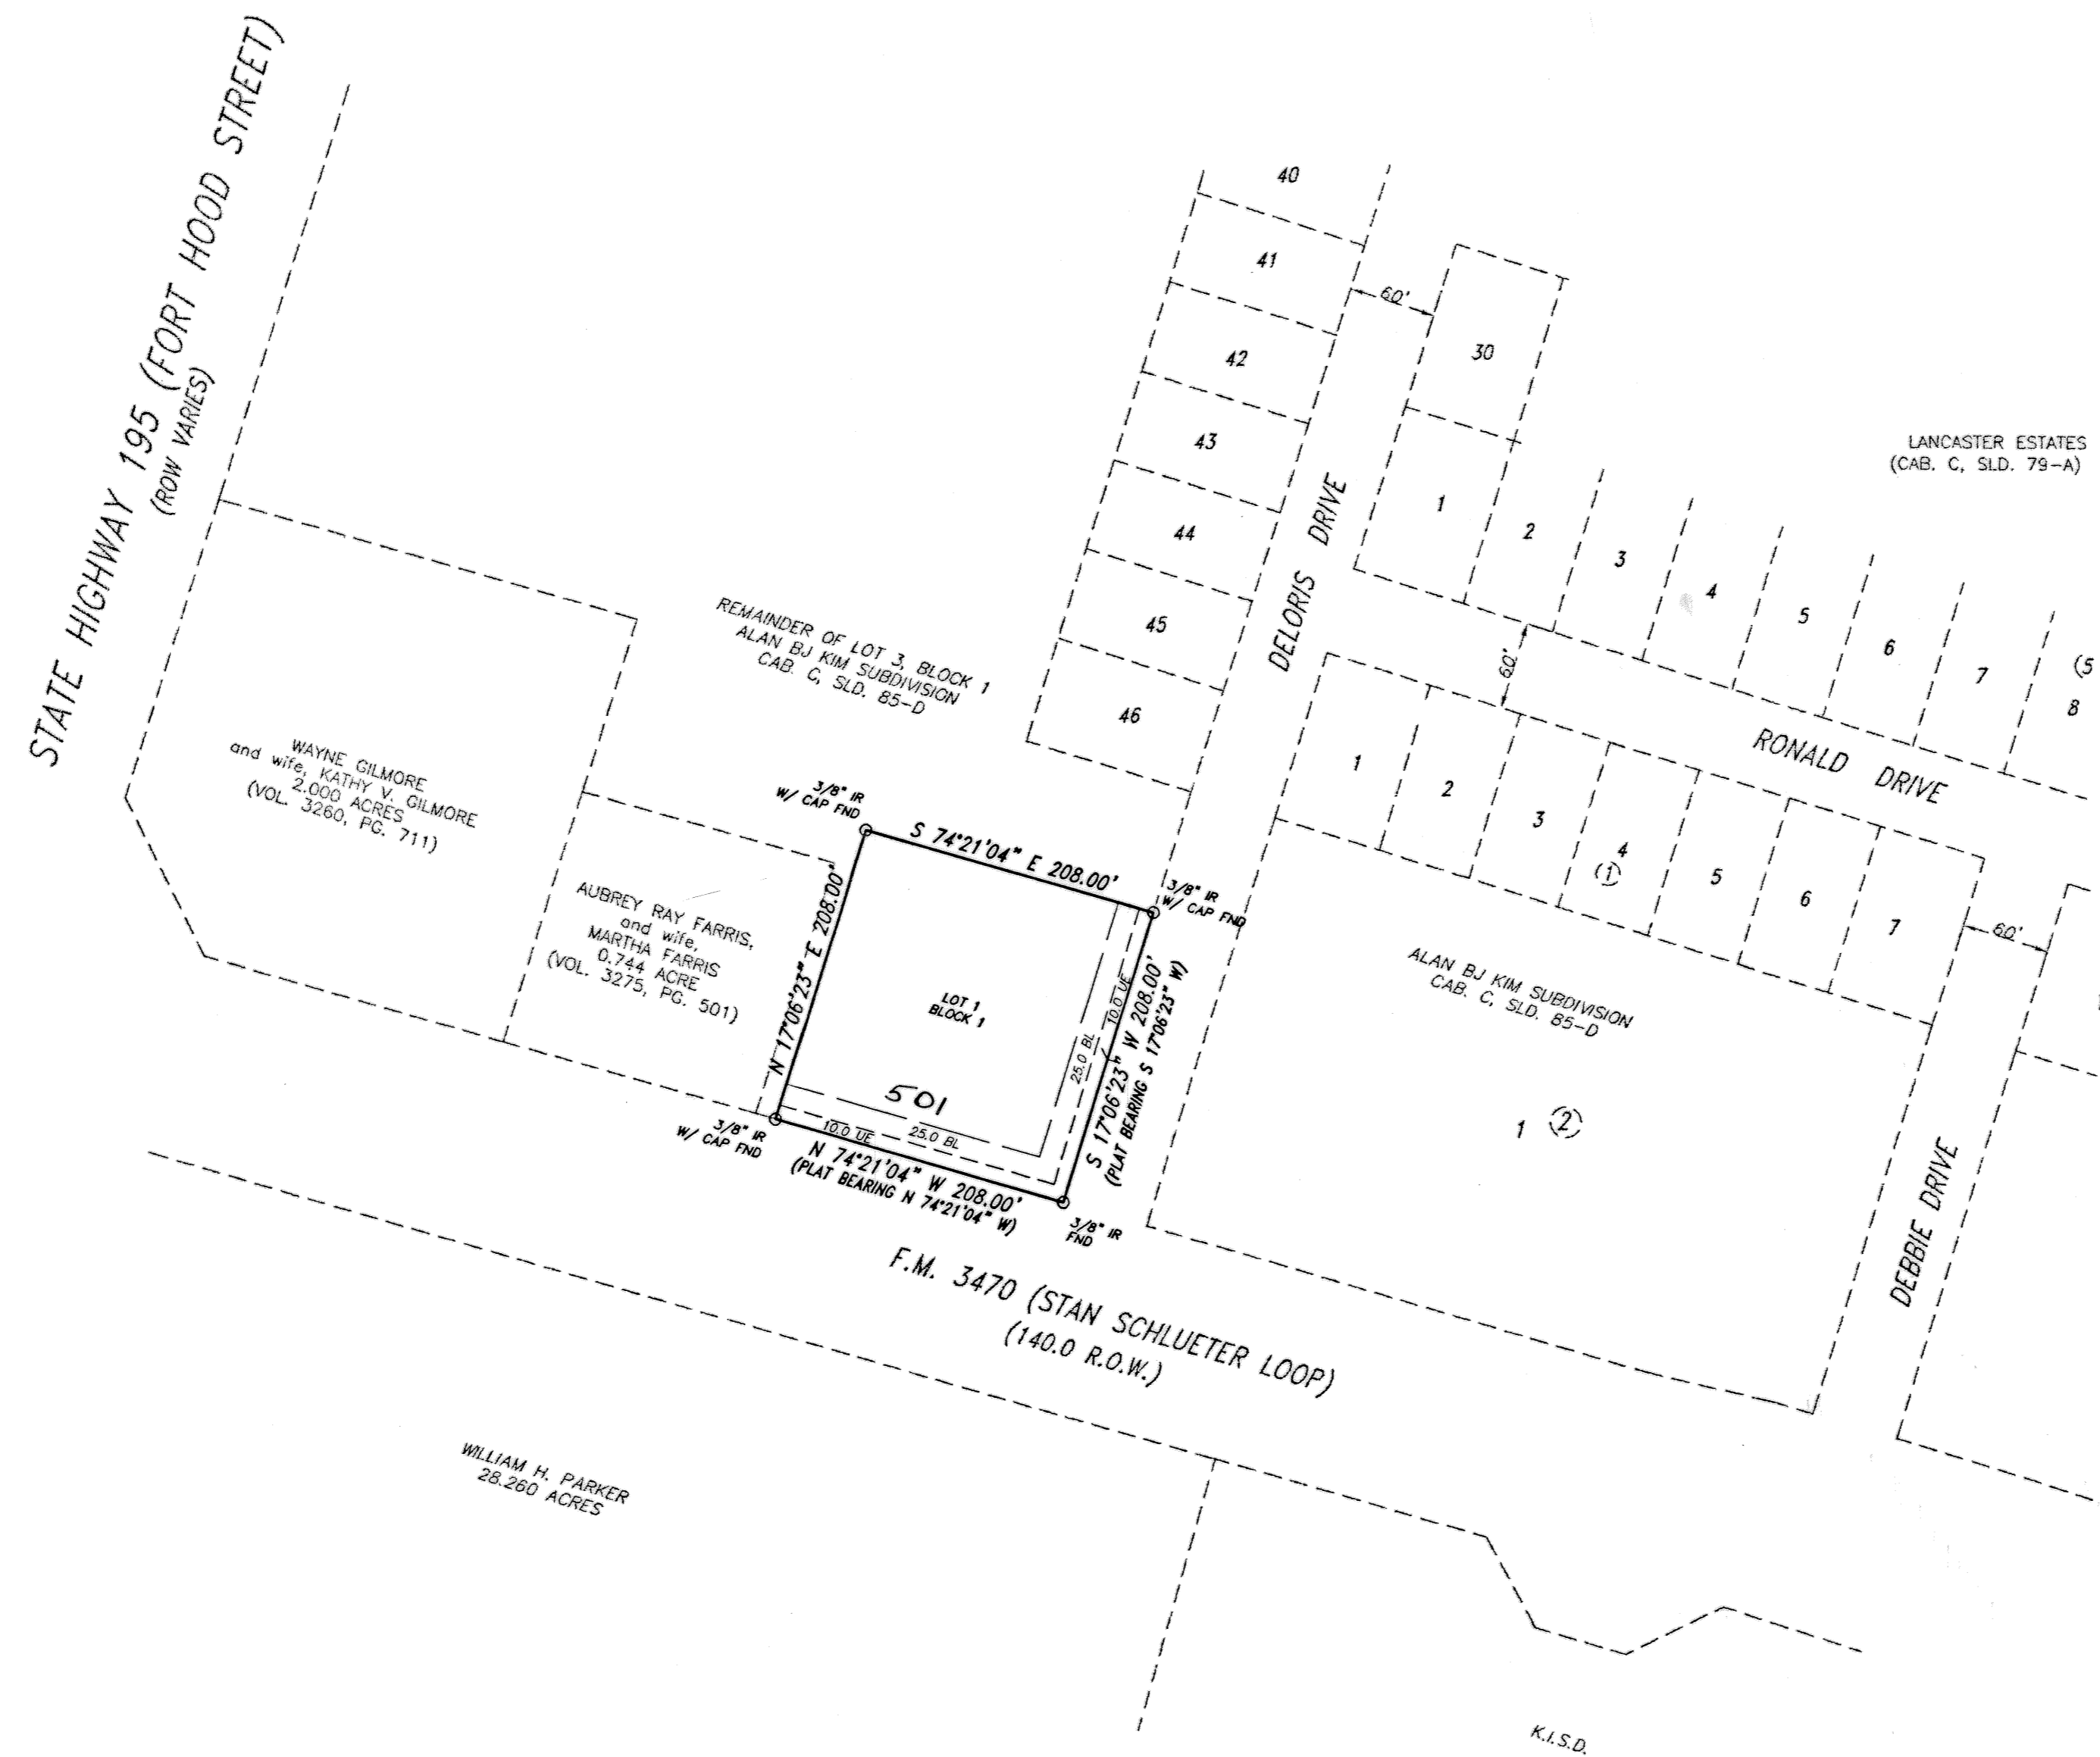 STATE HIGHWAY 195 (FORT HOOD STREET)
(ROW VARIES)
40
41
42
43
44
45
46
60'
30
DELORIS DRIVE
1
2
3
4
5
6
7
8
(5
LANCASTER ESTATES
(CAB. C, SLD. 79-A)
60'
RONALD DRIVE
1
2
3
4
(1)
5
6
7
60'
REMAINDER OF LOT 3, BLOCK 1
ALAN BJ KIM SUBDIVISION
CAB. C, SLD. 85-D
WAYNE GILMORE
and wife, KATHY V. GILMORE
2.000 ACRES
(VOL. 3260, PG. 711)
AUBREY RAY FARRIS,
and wife,
MARTHA FARRIS
0.744 ACRE
(VOL. 3275, PG. 501)
3/8" IR
W/ CAP FND
S 74°21'04" E 208.00'
3/8" IR
W/ CAP FND
N 17°06'23" E 208.00'
LOT 1
BLOCK 1
10.0 UE
25.0 BL
S 17°06'23" W 208.00'
(PLAT BEARING S 17°06'23" W)
501
10.0 UE
25.0 BL
3/8" IR
W/ CAP FND
N 74°21'04" W 208.00'
(PLAT BEARING N 74°21'04" W)
3/8" IR
FND
ALAN BJ KIM SUBDIVISION
CAB. C, SLD. 85-D
1 (2)
DEBBIE DRIVE
F.M. 3470 (STAN SCHLUETER LOOP)
(140.0 R.O.W.)
WILLIAM H. PARKER
28.260 ACRES
K.I.S.D.